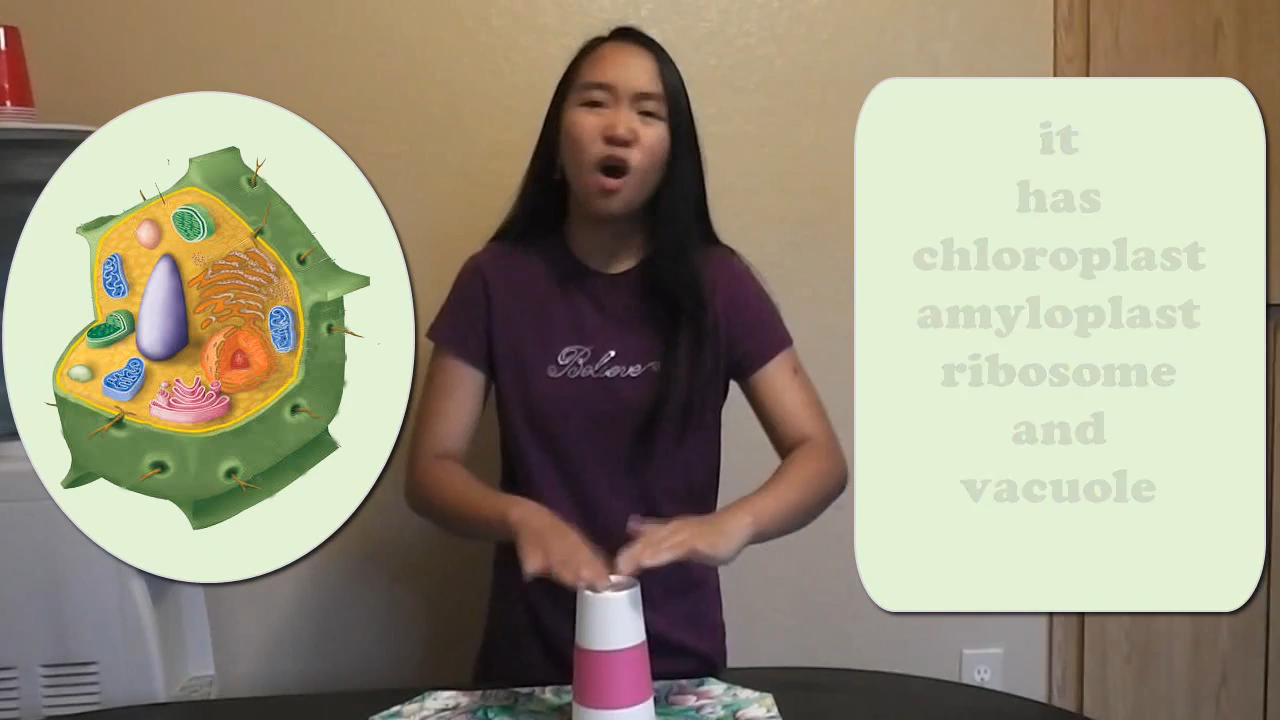 Believe
it
has
chloroplast
amyloplast
ribosome
and
vacuole